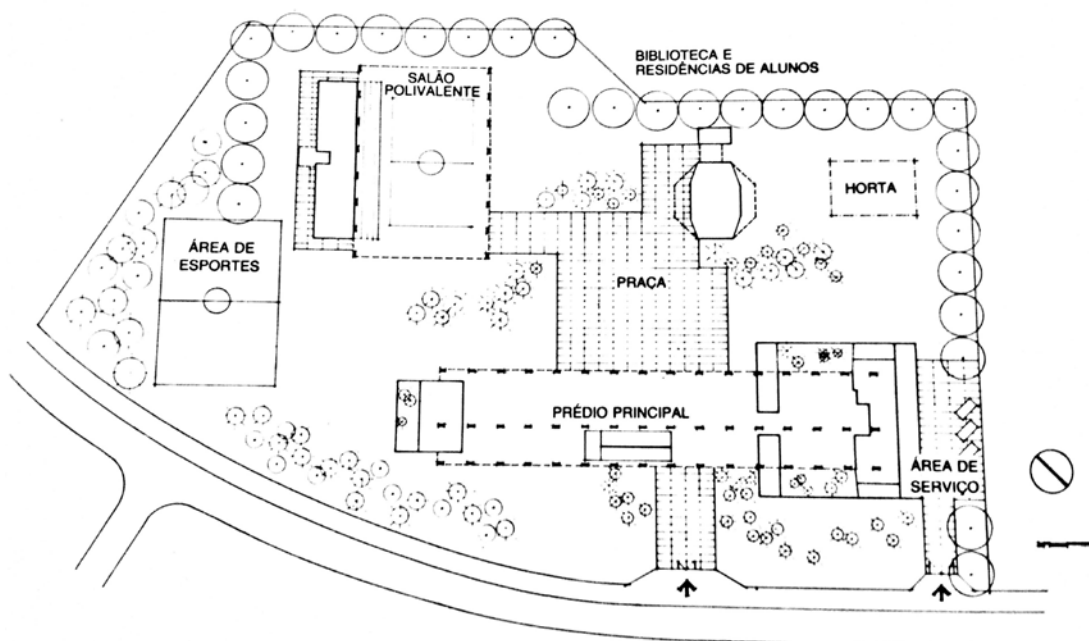 BIBLIOTECA E
RESIDÊNCIAS DE ALUNOS
SALÃO
POLIVALENTE
HORTA
ÁREA DE
ESPORTES
PRAÇA
PRÉDIO PRINCIPAL
ÁREA DE
SERVIÇO